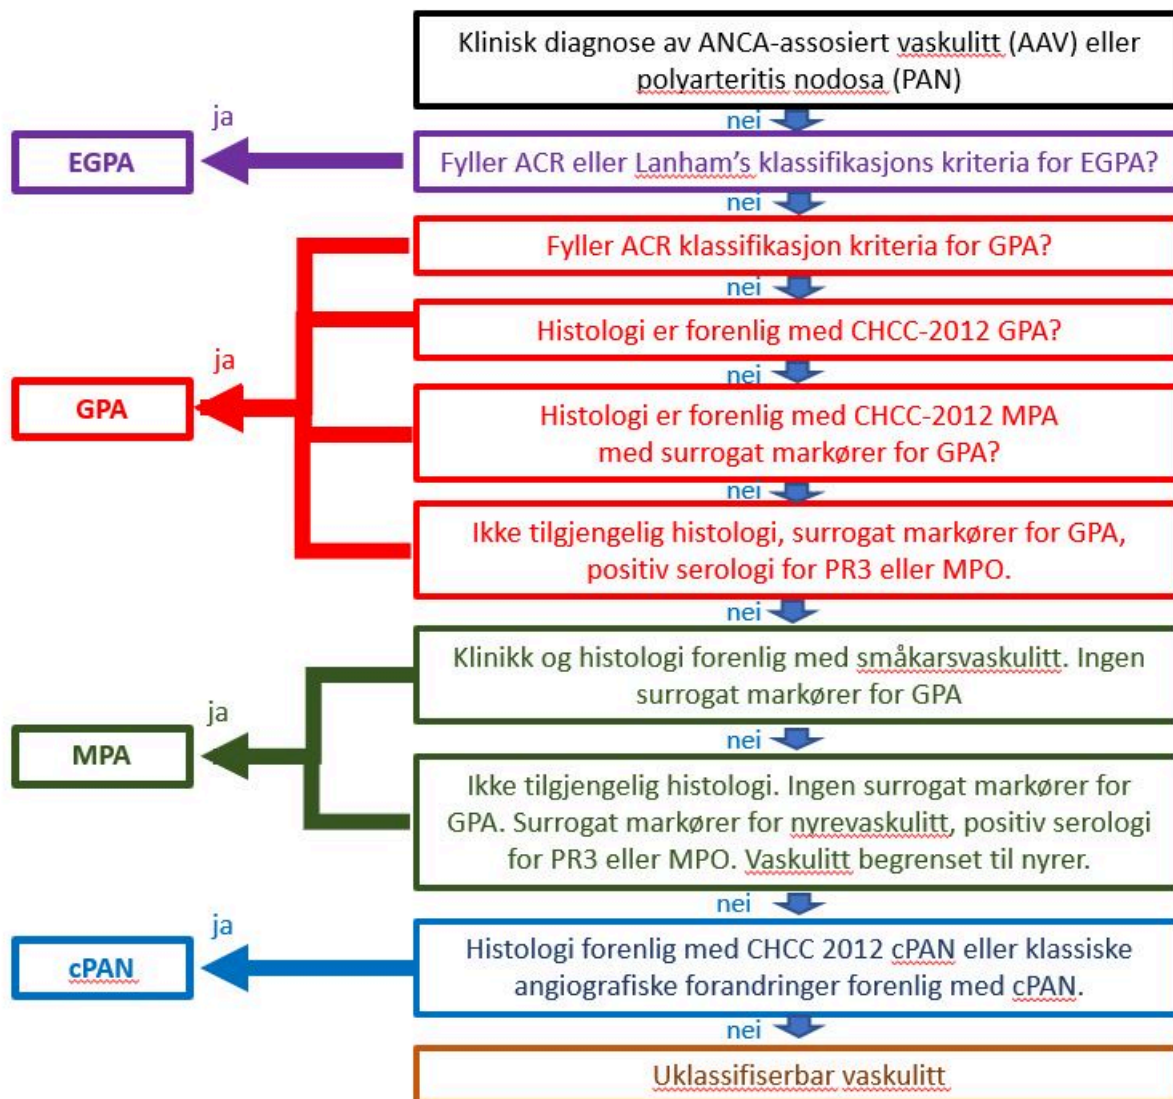 Klinisk diagnose av ANCA-assosiert vaskulitt (AAV) eller
polyarteritis nodosa (PAN)
nei
ja
EGPA
Fyller ACR eller Lanham's klassifikasjons kriteria for EGPA?
nei
Fyller ACR klassifikasjon kriteria for GPA?
nei
Histologi er forenlig med CHCC-2012 GPA?
ja
nei
GPA
Histologi er forenlig med CHCC-2012 MPA
med surrogat markører for GPA?
nei
Ikke tilgjengelig histologi, surrogat markører for GPA,
positiv serologi for PR3 eller MPO.
nei
Klinikk og histologi forenlig med småkarsvaskulitt. Ingen
surrogat markører for GPA
ja
nei
MPA
Ikke tilgjengelig histologi. Ingen surrogat markører for
GPA. Surrogat markører for nyrevaskulitt, positiv serologi
for PR3 eller MPO. Vaskulitt begrenset til nyrer.
nei
ja
cPAN
Histologi forenlig med CHCC 2012 cPAN eller klassiske
angiografiske forandringer forenlig med cPAN.
nei
Uklassifiserbar vaskulitt